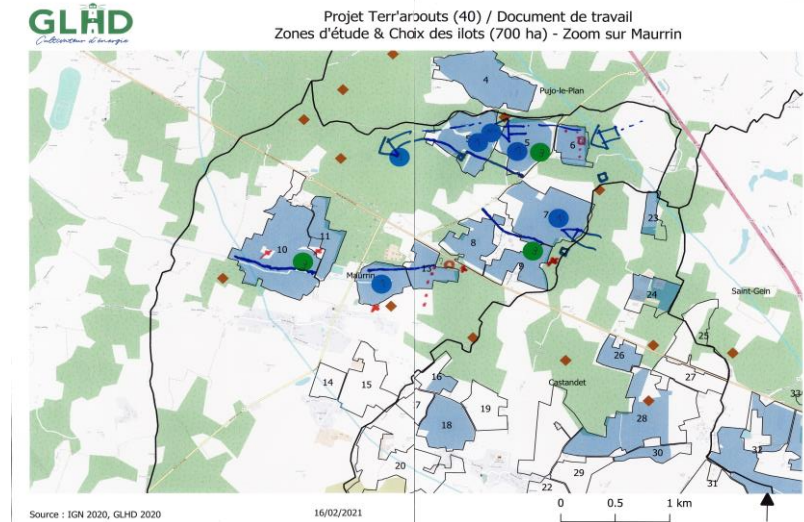 GLHD
Cultivateur d'énergie
Projet Terr'arbouts (40) / Document de travail
Zones d'étude & Choix des ilots (700 ha) - Zoom sur Maurrin
4
Pujo-le-Plan
5
6
7
23
10
11
8
Maurrin
13
9
24
Saint-Gein
25
26
27
14
15
16
Castandet
33
19
28
18
30
32
20
29
31
22
Source : IGN 2020, GLHD 2020
16/02/2021
0 0.5 1 km